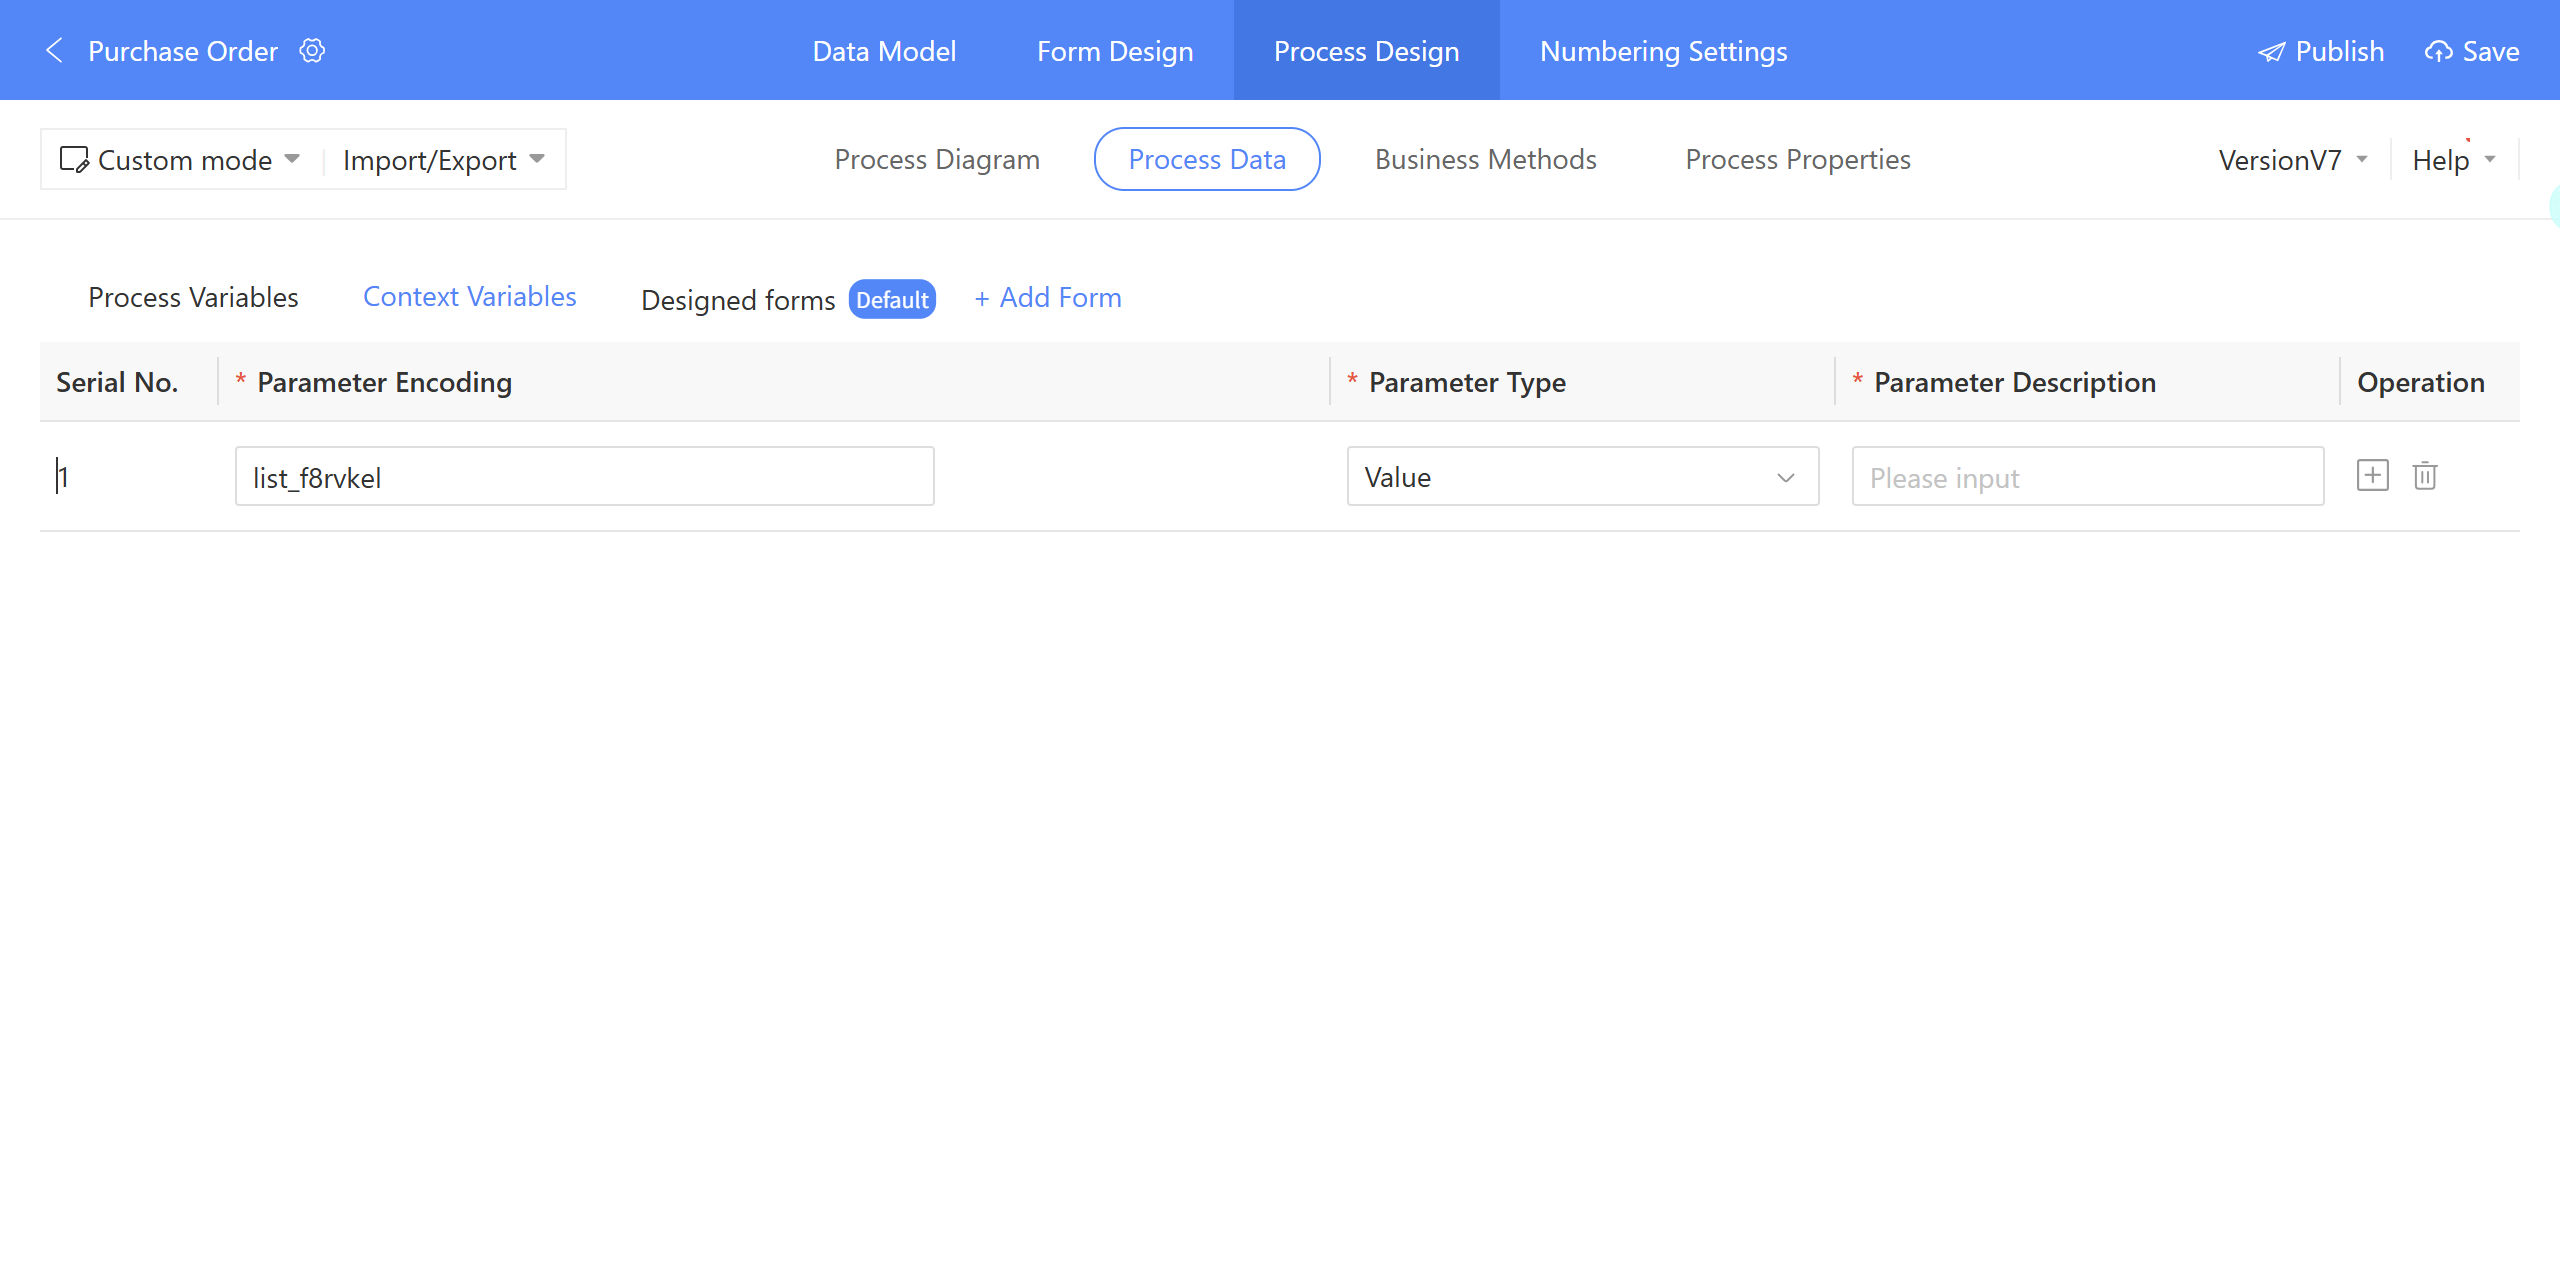 Purchase Order
Data Model
Form Design
Process Design
Numbering Settings
Publish
Save
Custom mode
Import/Export
Process Diagram
Process Data
Business Methods
Process Properties
VersionV7
Help
Process Variables
Context Variables
Designed forms Default
+ Add Form
Serial No.
* Parameter Encoding
* Parameter Type
* Parameter Description
Operation
1
list_f8rvkel
Value
Please input